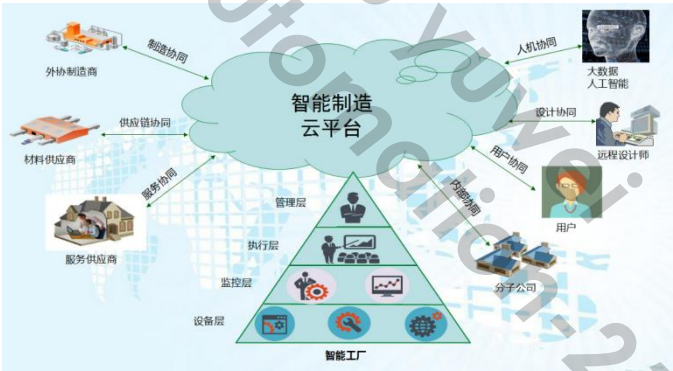 制造协同
外协制造商
供应链协同
材料供应商
服务协同
服务供应商
智能制造
云平台
人机协同
大数据
人工智能
设计协同
远程设计师
用户协同
用户
内部协同
分子公司
管理层
执行层
监控层
设备层
智能工厂